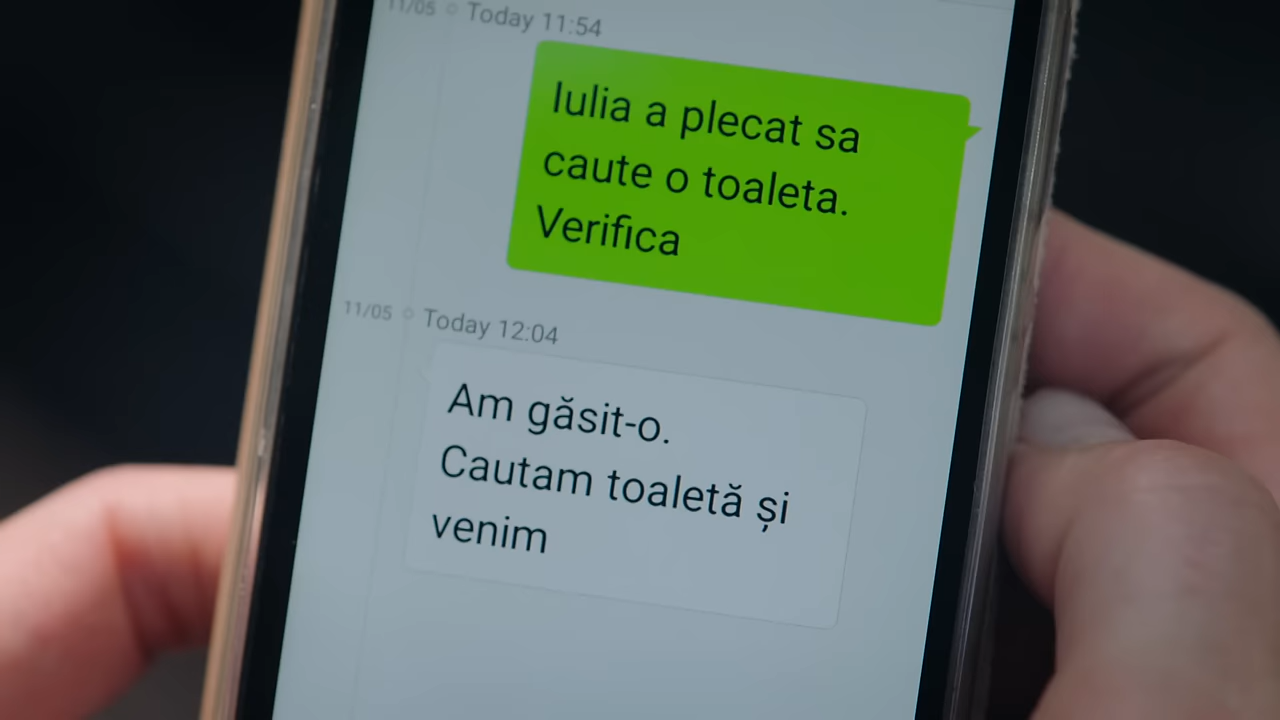 11/05 Today 11:54
Iulia a plecat sa
caute o toaleta.
Verifica
11/05 Today 12:04
Am găsit-o.
Cautam toaletă și
venim